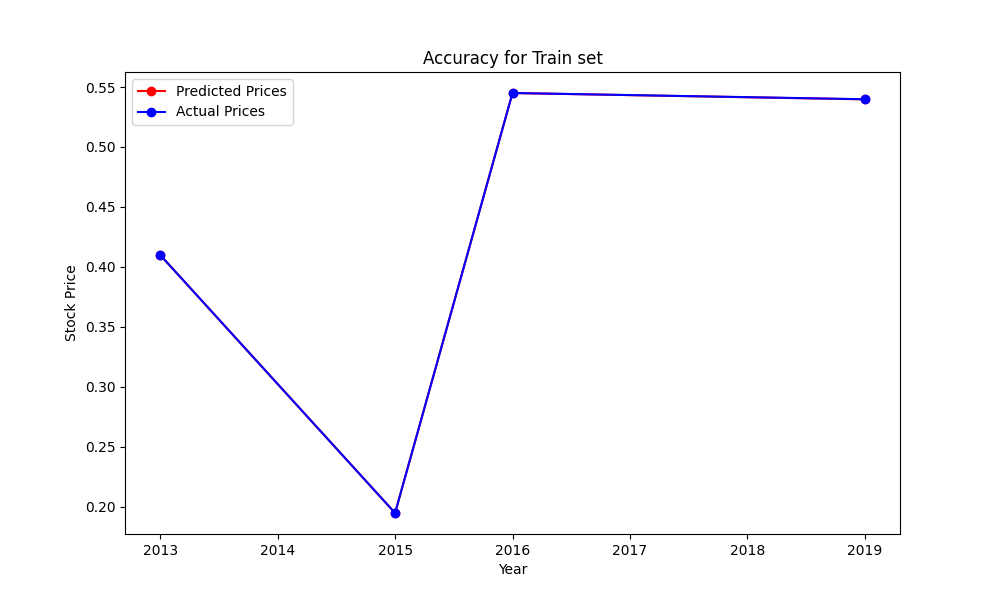 Accuracy for Train set
Predicted Prices
Actual Prices
0.55
0.50
0.45
0.40
0.35
0.30
0.25
0.20
Stock Price
2013 2014 2015 2016 2017 2018 2019
Year